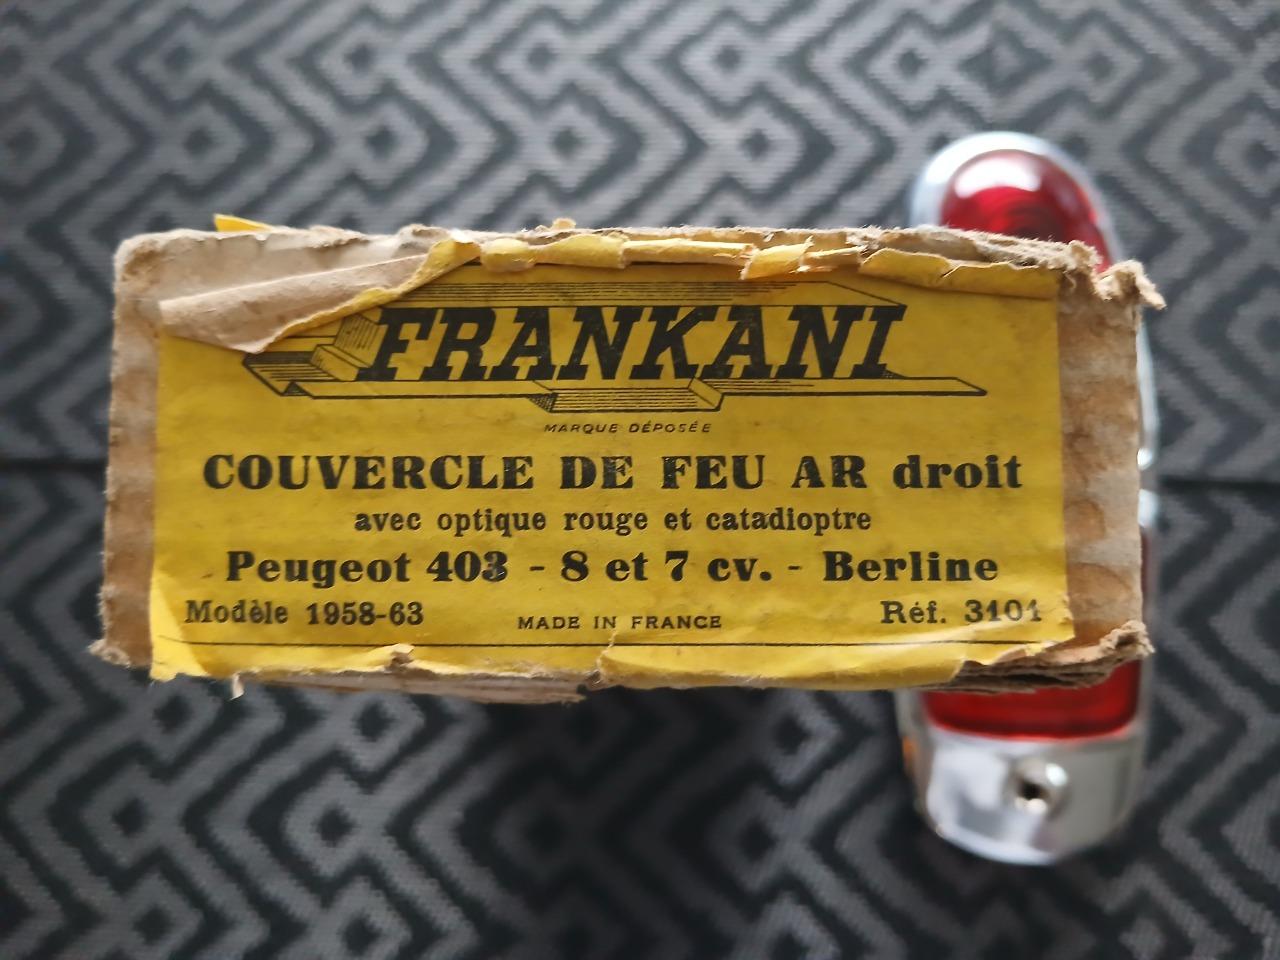 FRANKANI
MARQUE DÉPOSÉE
COUVERCLE DE FEU AR droit
avec optique rouge et catadioptre
Peugeot 403 - 8 et 7 cv. - Berline
Modèle 1958-63 MADE IN FRANCE Réf. 3101